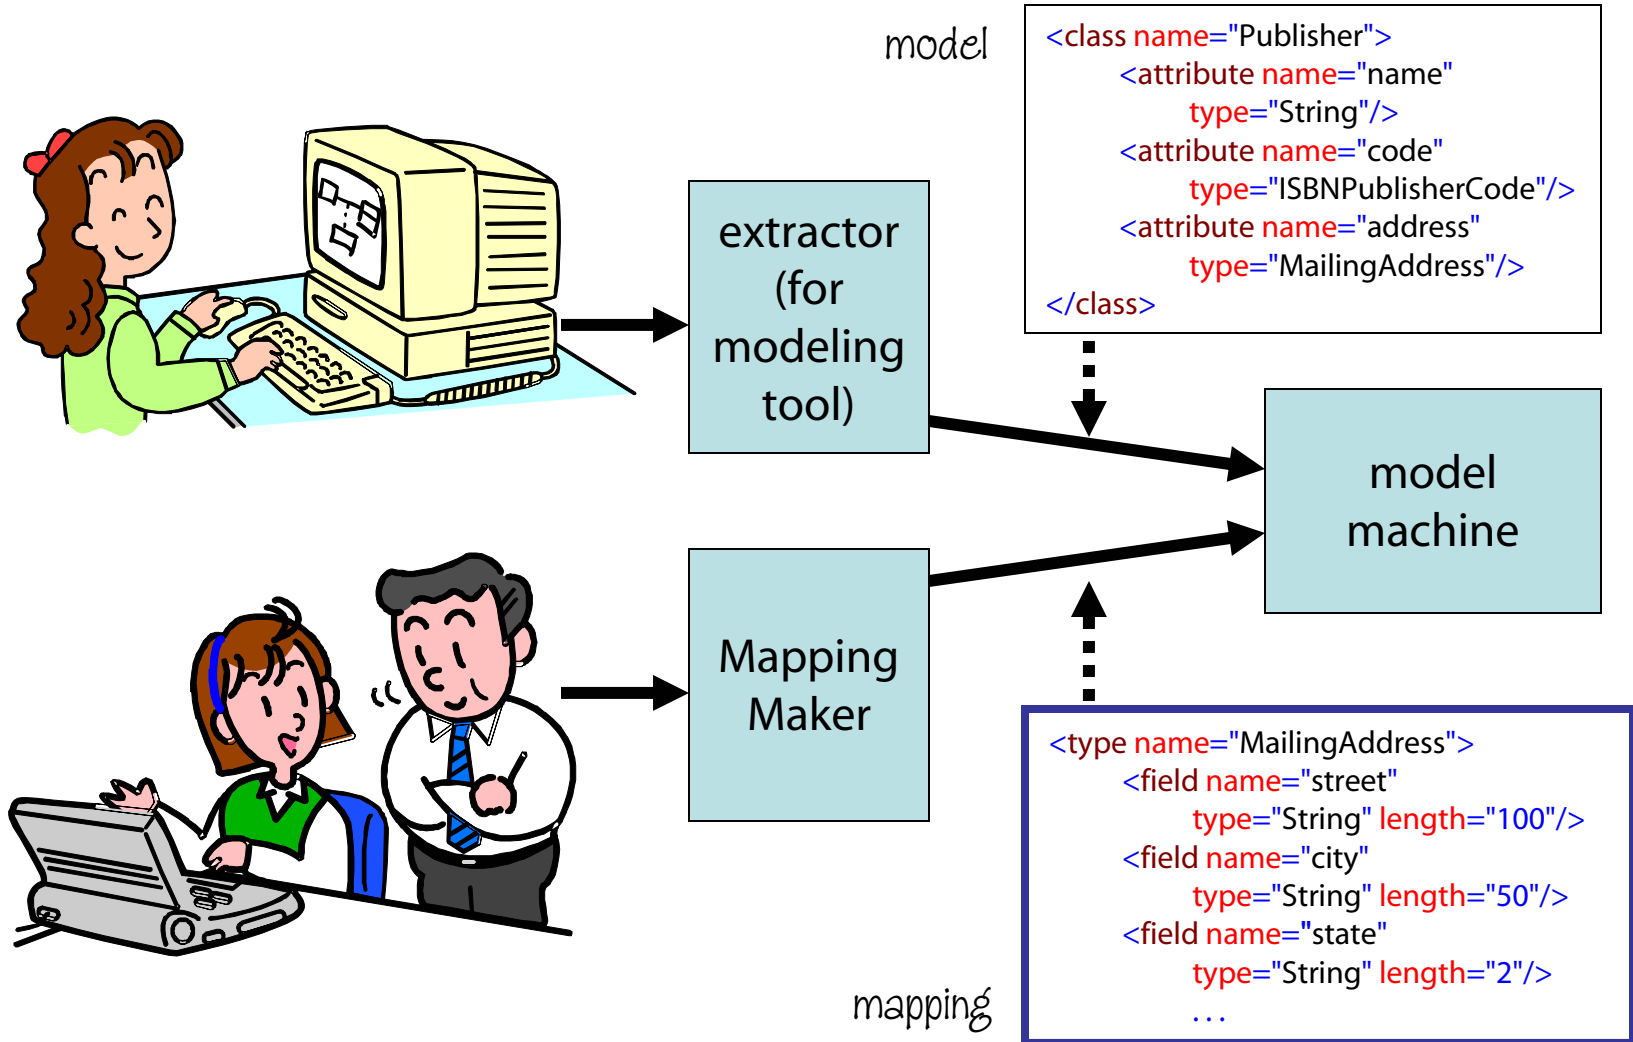 model
<class name="Publisher">
<attribute name="name"
type="String"/>
<attribute name="code"
type="ISBNPublisherCode"/>
<attribute name="address"
type="MailingAddress"/>
</class>
extractor
(for
modeling
tool)
model
machine
Mapping
Maker
<type name="MailingAddress">
<field name="street"
type="String" length="100"/>
<field name="city"
type="String" length="50"/>
<field name="state"
type="String" length="2"/>
...
mapping